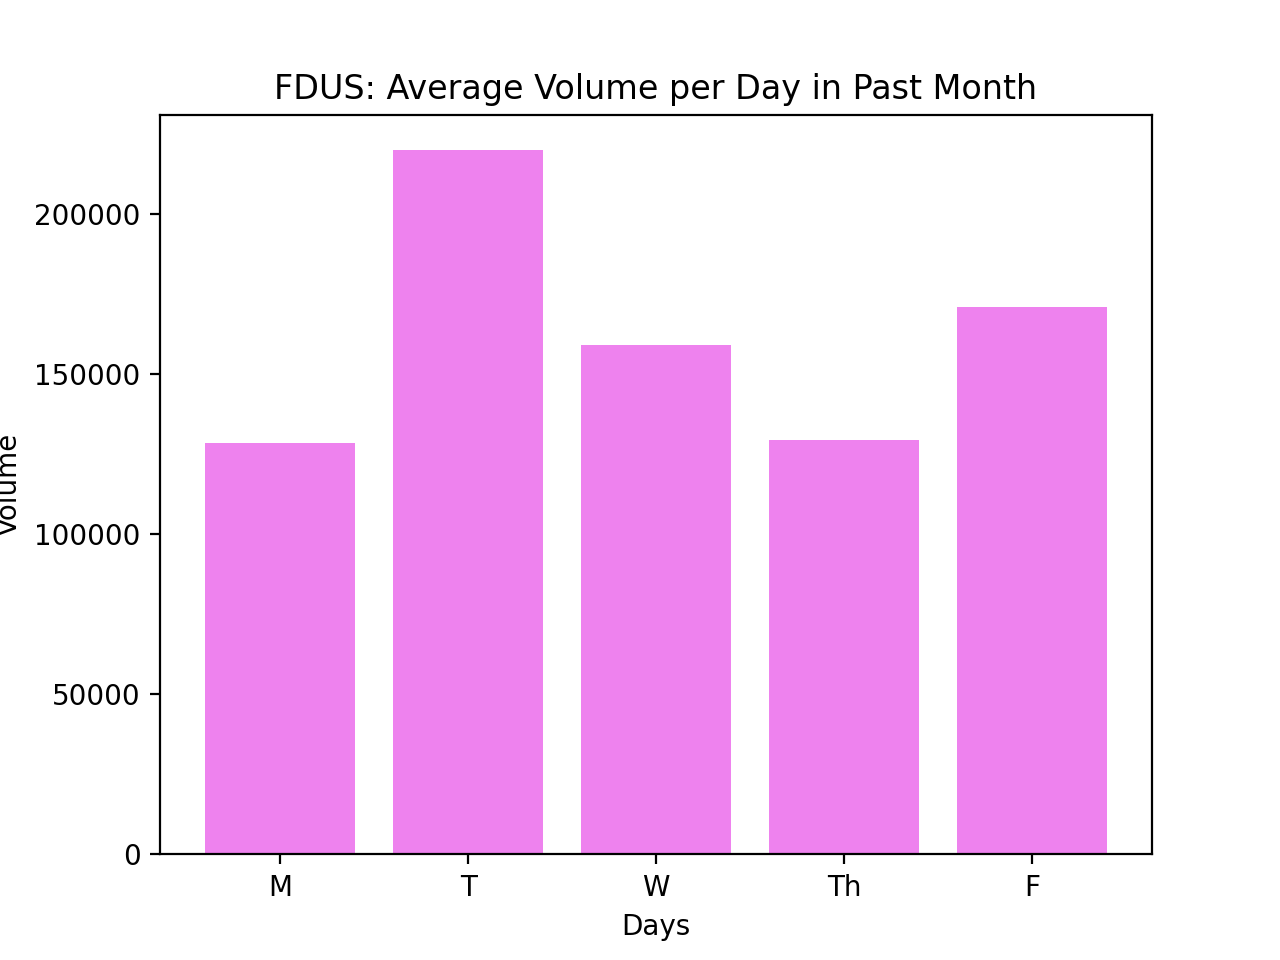 FDUS: Average Volume per Day in Past Month
200000
150000
100000
50000
0
Volume
M T W Th F
Days